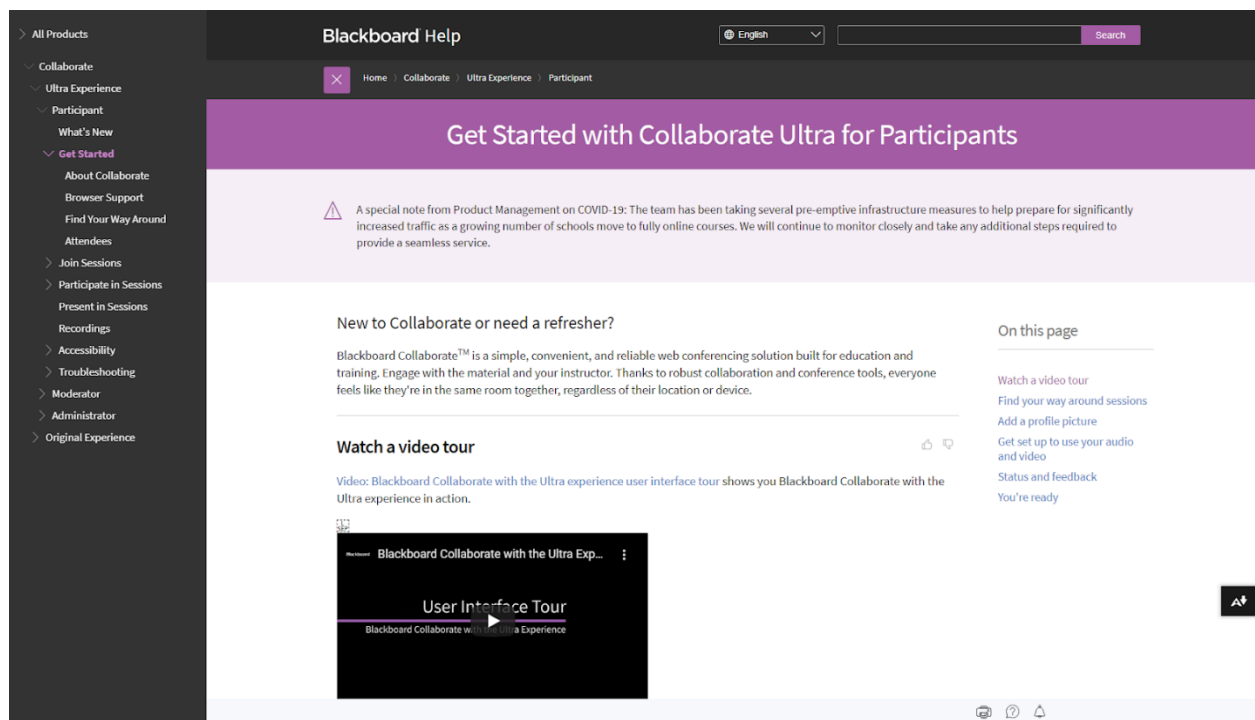 All Products
Collaborate
Ultra Experience
Participant
What's New
Get Started
About Collaborate
Browser Support
Find Your Way Around
Attendees
Join Sessions
Participate in Sessions
Present in Sessions
Recordings
Accessibility
Troubleshooting
Moderator
Administrator
Original Experience
Blackboard Help
English
Search
Home Collaborate Ultra Experience Participant
Get Started with Collaborate Ultra for Participants
A special note from Product Management on COVID-19: The team has been taking several pre-emptive infrastructure measures to help prepare for significantly
increased traffic as a growing number of schools move to fully online courses. We will continue to monitor closely and take any additional steps required to
provide a seamless service.
New to Collaborate or need a refresher?
Blackboard Collaborate™ is a simple, convenient, and reliable web conferencing solution built for education and
training. Engage with the material and your instructor. Thanks to robust collaboration and conference tools, everyone
feels like they're in the same room together, regardless of their location or device.
Watch a video tour
Video: Blackboard Collaborate with the Ultra experience user interface tour shows you Blackboard Collaborate with the
Ultra experience in action.
Blackboard
Blackboard Collaborate with the Ultra Exp...
User Interface Tour
Blackboard Collaborate with the Ultra Experience
On this page
Watch a video tour
Find your way around sessions
Add a profile picture
Get set up to use your audio
and video
Status and feedback
You're ready